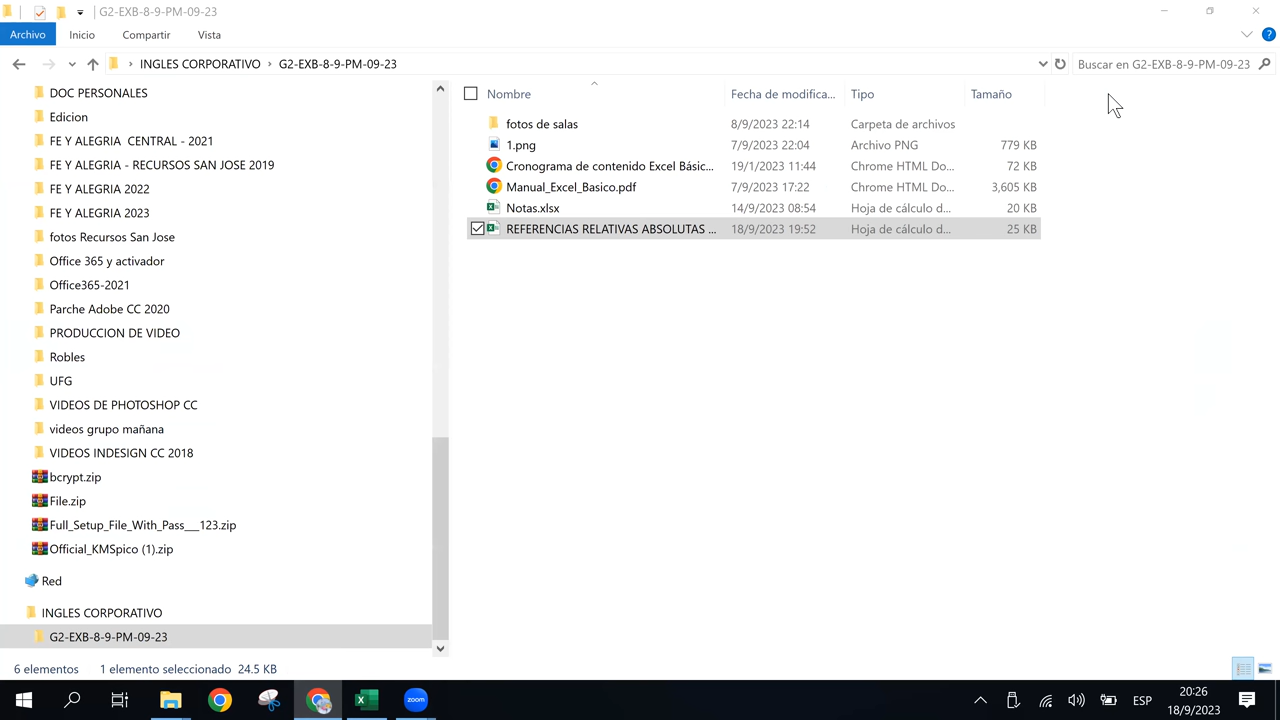 G2-EXB-8-9-PM-09-23
Archivo Inicio Compartir Vista
INGLES CORPORATIVO › G2-EXB-8-9-PM-09-23 Buscar en G2-EXB-8-9-PM-09-23
Nombre Fecha de modifica... Tipo Tamaño
fotos de salas 8/9/2023 22:14 Carpeta de archivos
1.png 7/9/2023 22:04 Archivo PNG 779 KB
Cronograma de contenido Excel Básic... 19/1/2023 11:44 Chrome HTML Do... 72 KB
Manual_Excel_Basico.pdf 7/9/2023 17:22 Chrome HTML Do... 3,605 KB
Notas.xlsx 14/9/2023 08:54 Hoja de cálculo d... 20 KB
REFERENCIAS RELATIVAS ABSOLUTAS ... 18/9/2023 19:52 Hoja de cálculo d... 25 KB
DOC PERSONALES
Edicion
FE Y ALEGRIA  CENTRAL - 2021
FE Y ALEGRIA - RECURSOS SAN JOSE 2019
FE Y ALEGRIA 2022
FE Y ALEGRIA 2023
fotos Recursos San Jose
Office 365 y activador
Office365-2021
Parche Adobe CC 2020
PRODUCCION DE VIDEO
Robles
UFG
VIDEOS DE PHOTOSHOP CC
videos grupo mañana
VIDEOS INDESIGN CC 2018
bcrypt.zip
File.zip
Full_Setup_File_With_Pass___123.zip
Official_KMSpico (1).zip
Red
INGLES CORPORATIVO
G2-EXB-8-9-PM-09-23
6 elementos 1 elemento seleccionado 24.5 KB
zoom
ESP
20:26
18/9/2023